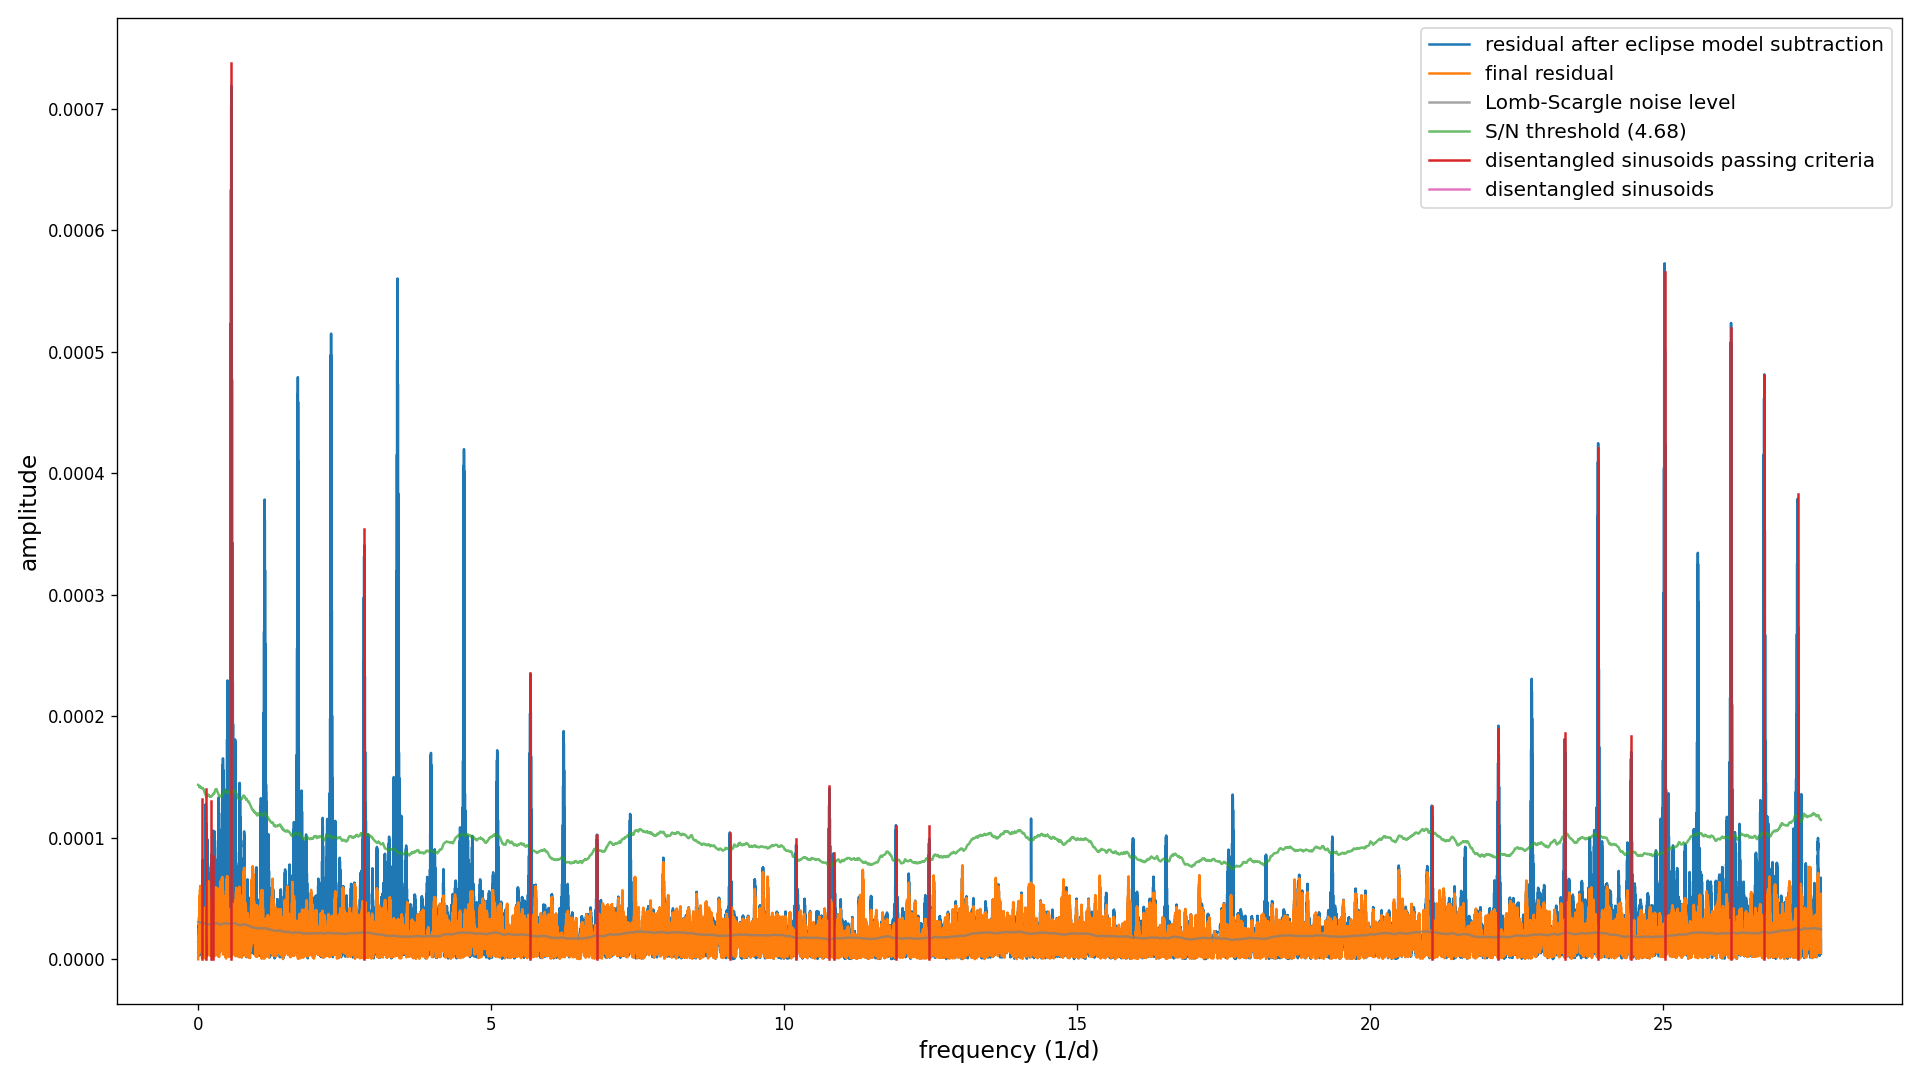 residual after eclipse model subtraction
final residual
Lomb-Scargle noise level
S/N threshold (4.68)
disentangled sinusoids passing criteria
disentangled sinusoids
amplitude
0.0007
0.0006
0.0005
0.0004
0.0003
0.0002
0.0001
0.0000
0 5 10 15 20 25
frequency (1/d)